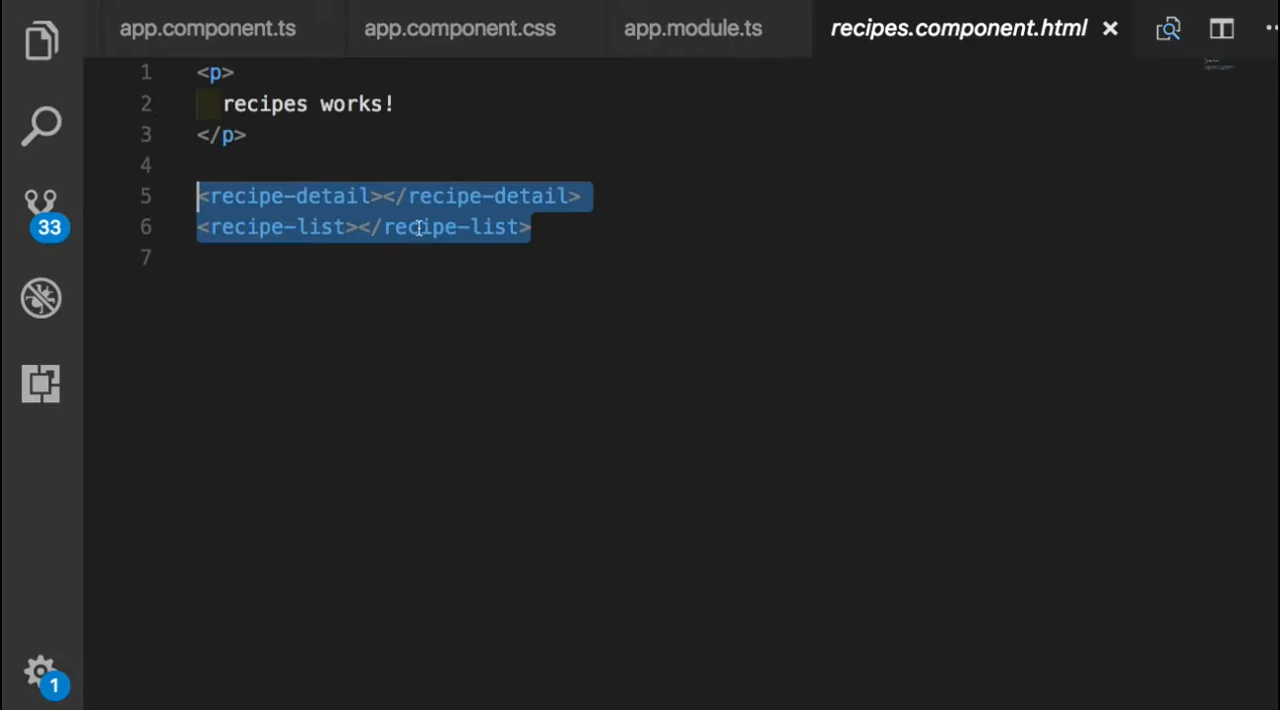 app.component.ts app.component.css app.module.ts recipes.component.html
1 <p>
2 recipes works!
3 </p>
4
5 <recipe-detail></recipe-detail>
6 <recipe-list></recipe-list>
7
33
1